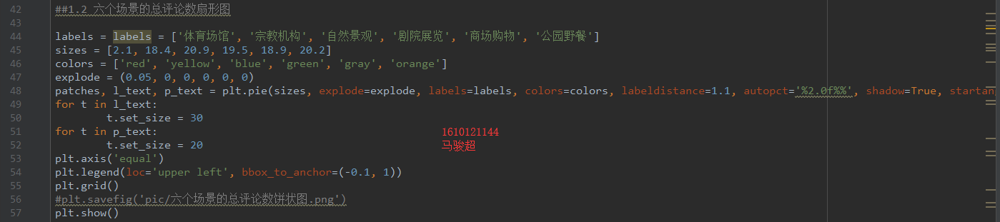 42 ##1.2 六个场景的总评论数扇形图
43
44 labels = labels = ['体育场馆', '宗教机构', '自然景观', '剧院展览', '商场购物', '公园野餐']
45 sizes = [2.1, 18.4, 20.9, 19.5, 18.9, 20.2]
46 colors = ['red', 'yellow', 'blue', 'green', 'gray', 'orange']
47 explode = (0.05, 0, 0, 0, 0, 0)
48 patches, l_text, p_text = plt.pie(sizes, explode=explode, labels=labels, colors=colors, labeldistance=1.1, autopct='%2.0f%%', shadow=True, startang
49 for t in l_text:
50 t.set_size = 30
51 for t in p_text: 1610121144
52 t.set_size = 20 马骏超
53 plt.axis('equal')
54 plt.legend(loc='upper left', bbox_to_anchor=(-0.1, 1))
55 plt.grid()
56 #plt.savefig('pic/六个场景的总评论数饼状图.png')
57 plt.show()